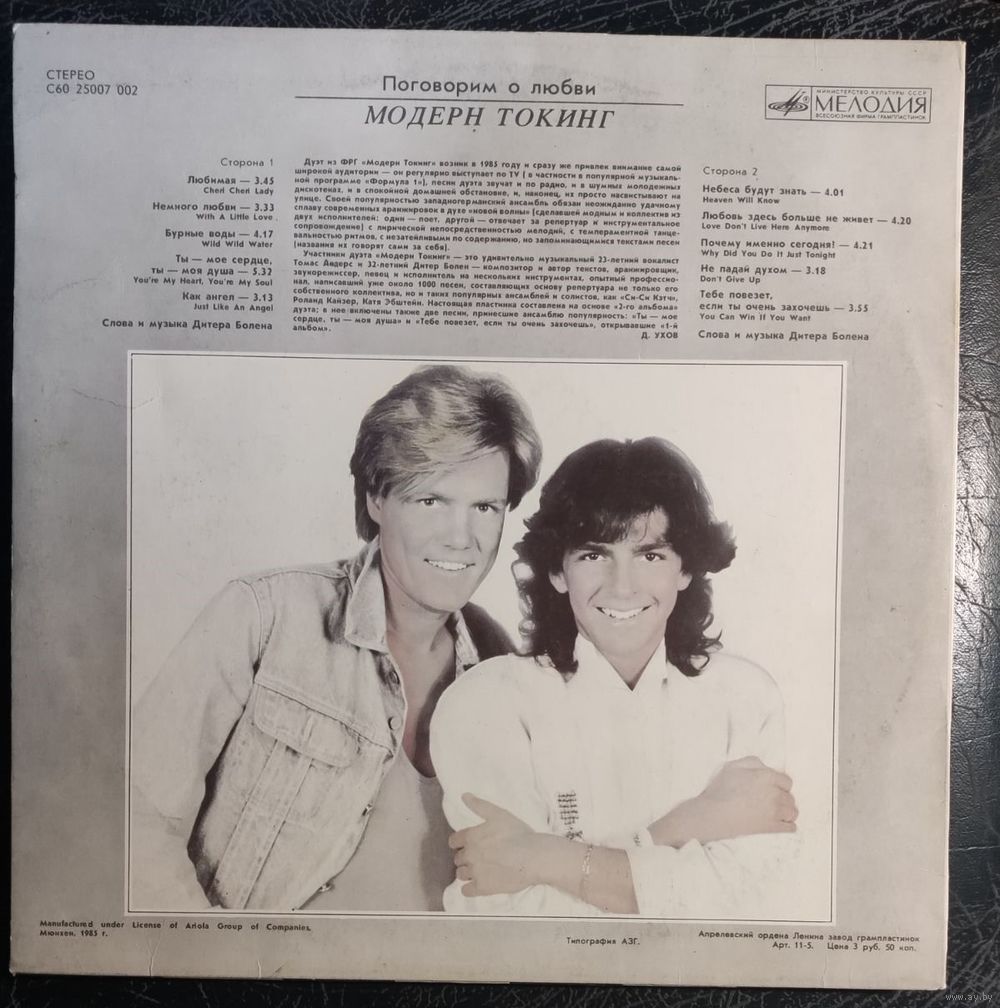 СТЕРЕО
С60 25007 002
Поговорим о любви
МОДЕРН ТОКИНГ
МИНИСТЕРСТВО КУЛЬТУРЫ СССР
МЕЛОДИЯ
ВСЕСОЮЗНАЯ ФИРМА ГРАМПЛАСТИНОК
Сторона 1
Любимая — 3.45
Cheri Cheri Lady
Немного любви — 3.33
With A Little Love
Бурные воды — 4.17
Wild Wild Water
Ты — мое сердце,
ты — моя душа — 5.32
You're My Heart, You're My Soul
Как ангел — 3.13
Just Like An Angel
Слова и музыка Дитера Болена
Дуэт из ФРГ «Модерн Токинг» возник в 1985 году и сразу же привлек внимание самой
широкой аудитории — он регулярно выступает по TV (в частности в популярной музыкаль-
ной программе «Формула 1»), песни дуэта звучат и по радио, и в шумных молодежных
дискотеках, и в спокойной домашней обстановке, и, наконец, их просто насвистывают на
улице. Своей популярностью западногерманский ансамбль обязан неожиданно удачному
сплаву современных аранжировок в духе «новой волны» (сделавшей модным и коллектив из
двух исполнителей: один — поет, другой — отвечает за репертуар и инструментальное
сопровождение) с лирической непосредственностью мелодий, с темпераментной танце-
вальностью ритмов, с незатейливыми по содержанию, но запоминающимися текстами песен
(названия их говорят сами за себя).
Участники дуэта «Модерн Токинг» — это удивительно музыкальный 23-летний вокалист
Томас Андерс и 32-летний Дитер Болен — композитор и автор текстов, аранжировщик,
звукорежиссер, певец и исполнитель на нескольких инструментах, опытный профессио-
нал, написавший уже около 1000 песен, составляющих основу репертуара не только его
собственного коллектива, но и таких популярных ансамблей и солистов, как «Си-Си Кэтч»,
Роланд Кайзер, Катя Эбштейн. Настоящая пластинка составлена на основе «2-го альбома»
дуэта; в нее включены также две песни, принесшие ансамблю популярность: «Ты — мое
сердце, ты — моя душа» и «Тебе повезет, если ты очень захочешь», открывавшие «1-й
альбом».
Д. УХОВ
Сторона 2
Небеса будут знать — 4.01
Heaven Will Know
Любовь здесь больше не живет — 4.20
Love Don't Live Here Anymore
Почему именно сегодня? — 4.21
Why Did You Do It Just Tonight
Не падай духом — 3.18
Don't Give Up
Тебе повезет,
если ты очень захочешь — 3.55
You Can Win If You Want
Слова и музыка Дитера Болена
Manufactured under License of Ariola Group of Companies,
Мюнхен, 1985 г.
Типография АЗГ.
Апрелевский ордена Ленина завод грампластинок
Арт. 11-5. Цена 3 руб. 50 коп.
www.ay.by